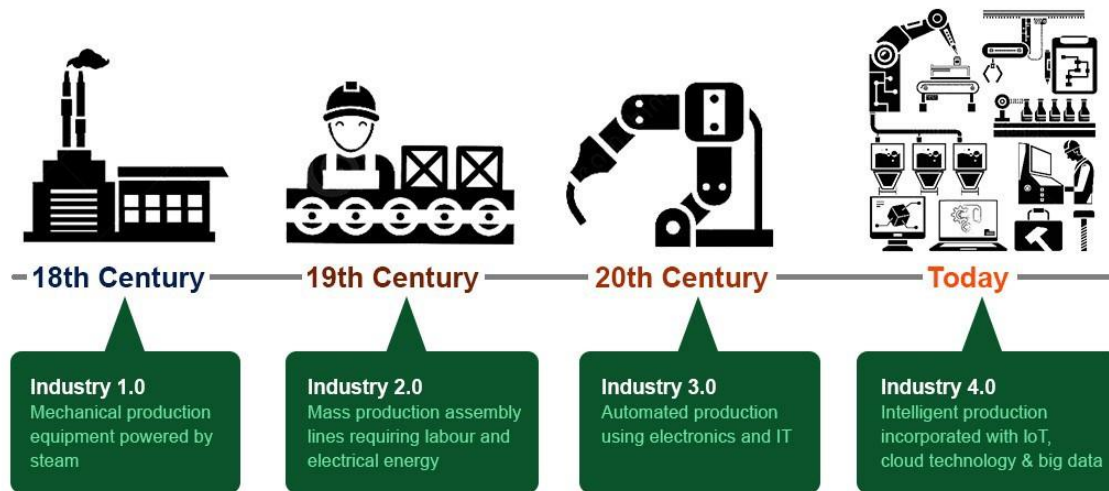 18th Century
19th Century
20th Century
Today
Industry 1.0
Mechanical production
equipment powered by
steam
Industry 2.0
Mass production assembly
lines requiring labour and
electrical energy
Industry 3.0
Automated production
using electronics and IT
Industry 4.0
Intelligent production
incorporated with IoT,
cloud technology & big data